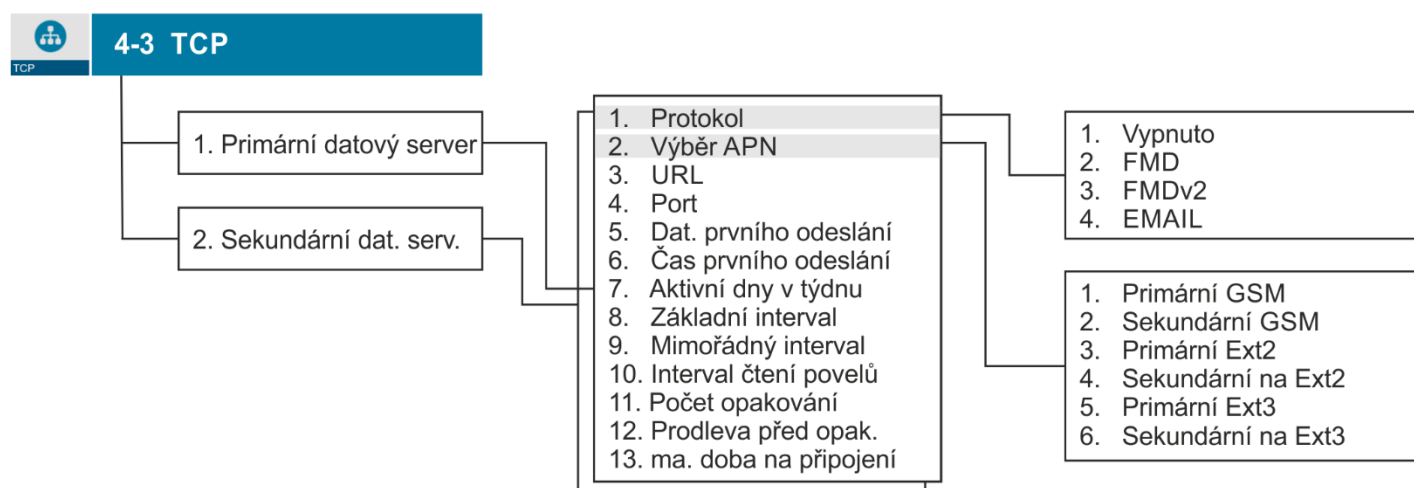 TCP
4-3 TCP
1. Primární datový server
2. Sekundární dat. serv.
1. Protokol
2. Výběr APN
3. URL
4. Port
5. Dat. prvního odeslání
6. Čas prvního odeslání
7. Aktivní dny v týdnu
8. Základní interval
9. Mimořádný interval
10. Interval čtení povelů
11. Počet opakování
12. Prodleva před opak.
13. ma. doba na připojení
1. Vypnuto
2. FMD
3. FMDv2
4. EMAIL
1. Primární GSM
2. Sekundární GSM
3. Primární Ext2
4. Sekundární na Ext2
5. Primární Ext3
6. Sekundární na Ext3